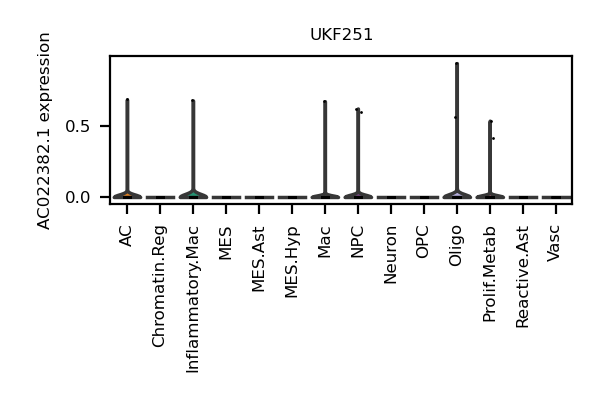 UKF251
AC022382.1 expression
0.5
0.0
AC
Chromatin.Reg
Inflammatory.Mac
MES
MES.Ast
MES.Hyp
Mac
NPC
Neuron
OPC
Oligo
Prolif.Metab
Reactive.Ast
Vasc